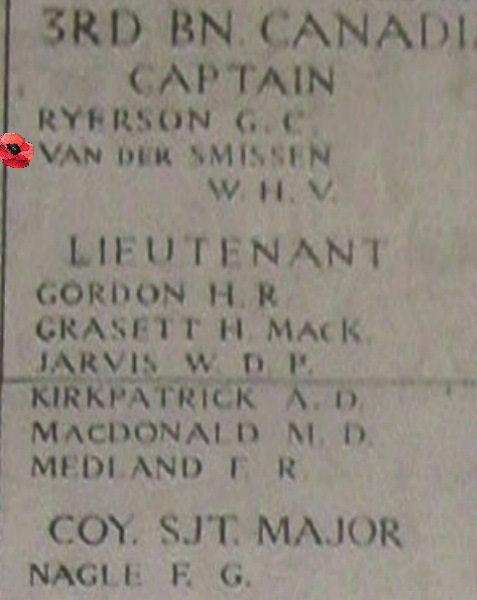 3RD BN. CANADI
CAPTAIN
RYERSON G. C.
VAN DER SMISSEN
W. H. V.
LIEUTENANT
GORDON H. R.
GRASETT H. MACK.
JARVIS W. D. P.
KIRKPATRICK A. D.
MACDONALD M. D.
MEDLAND F. R.
COY. SJT. MAJOR
NAGLE F. G.